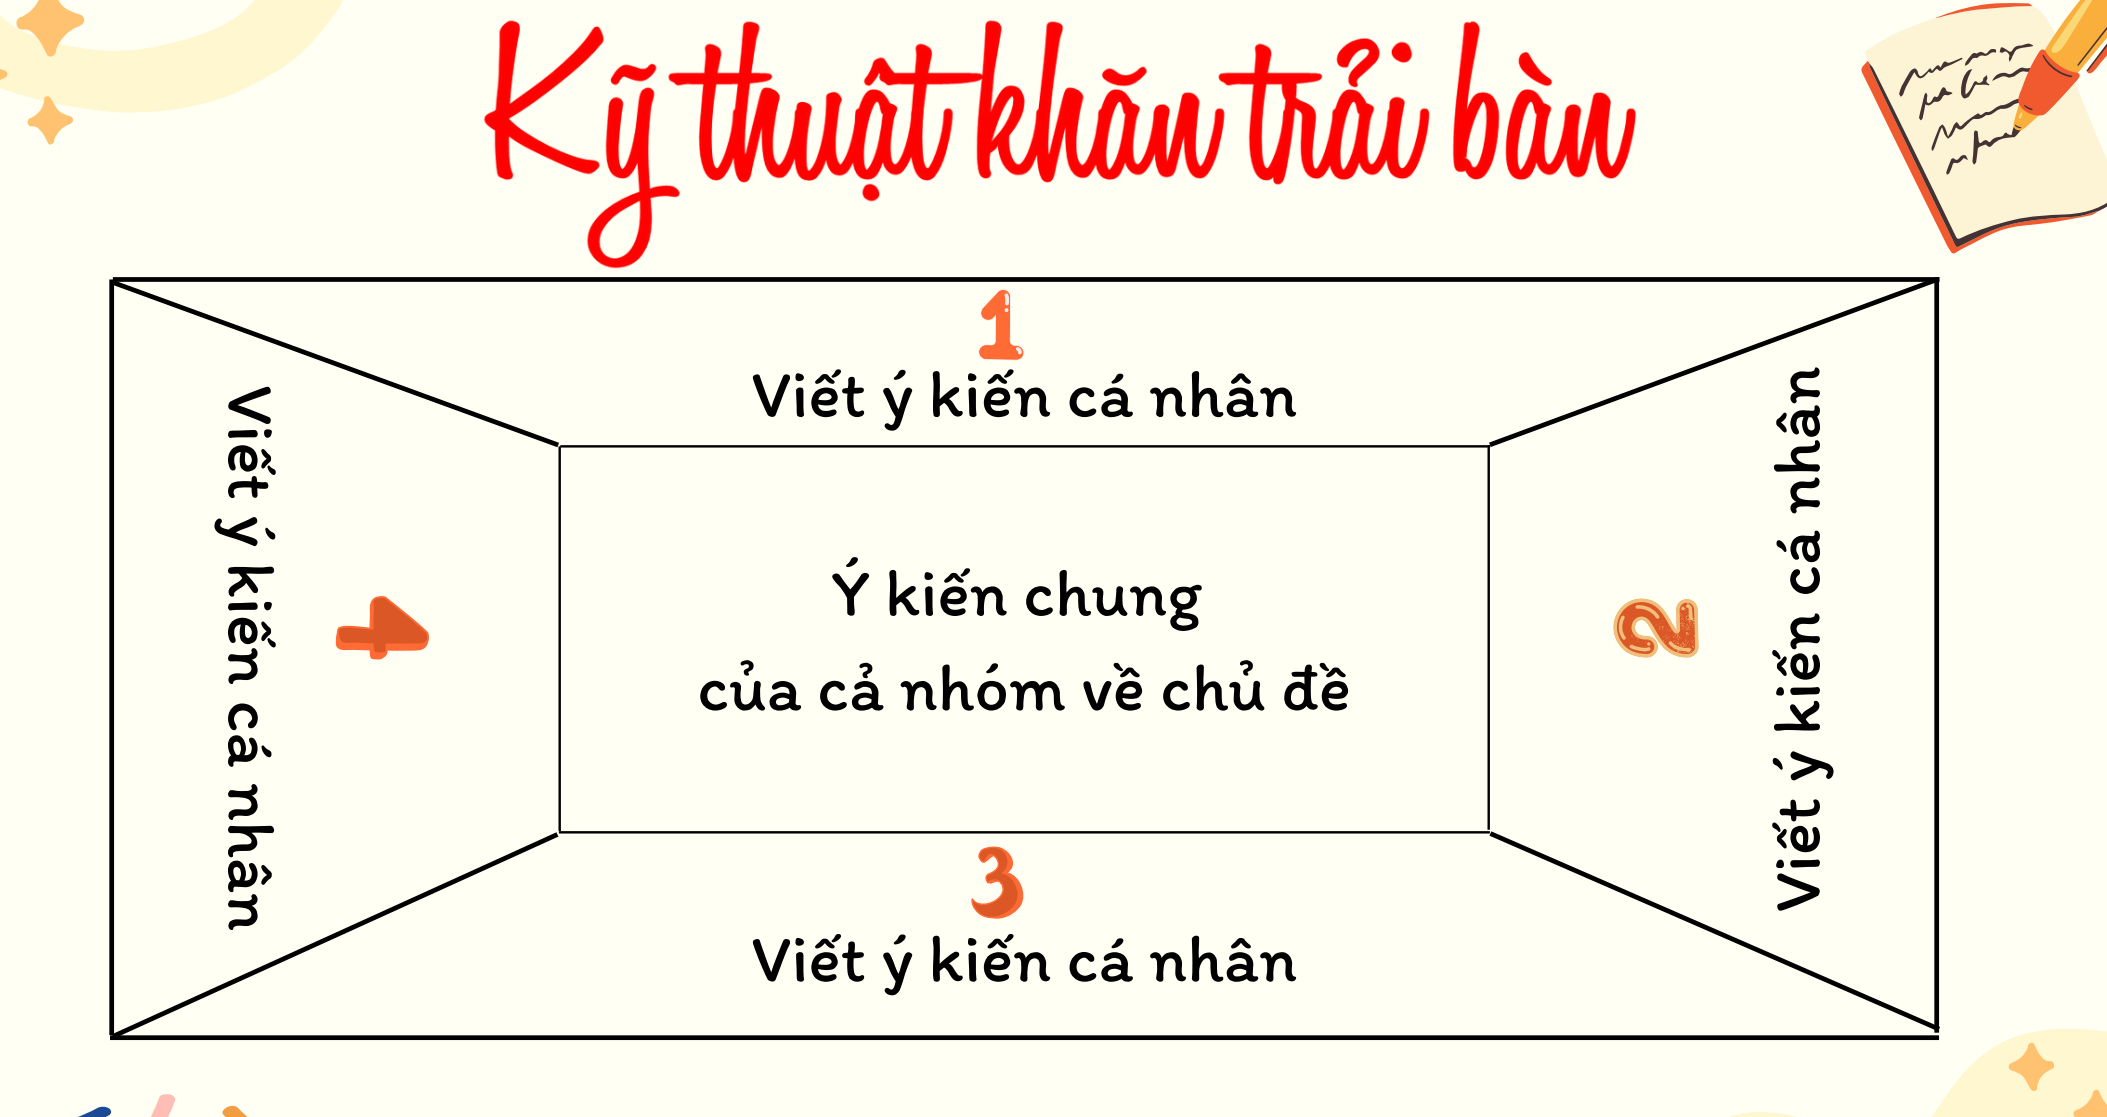 Kỹ thuật khăn trải bàn
1
Viết ý kiến cá nhân
Viết ý kiến cá nhân
4
Ý kiến chung
của cả nhóm về chủ đề
2
Viết ý kiến cá nhân
3
Viết ý kiến cá nhân